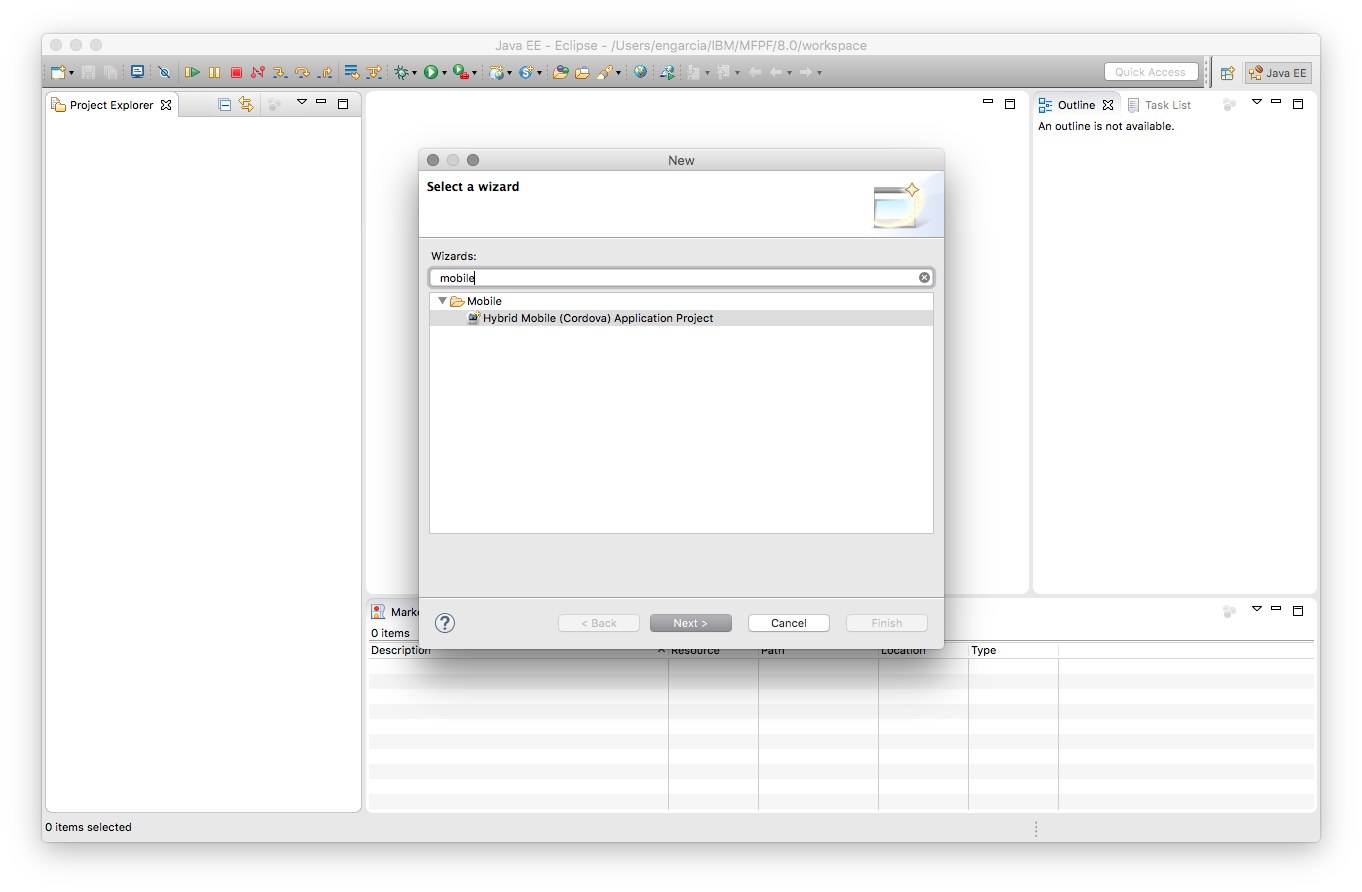 Java EE - Eclipse - /Users/engarcia/IBM/MFPF/8.0/workspace
Quick Access
Java EE
Project Explorer
Outline
Task List
An outline is not available.
New
Select a wizard
Wizards:
mobile
Mobile
Hybrid Mobile (Cordova) Application Project
? < Back Next > Cancel Finish
Marke
0 items
Description Resource Path Location Type
0 items selected